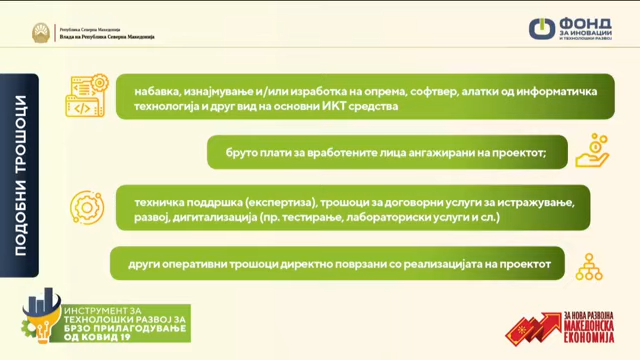 Република Северна Македонија
Влада на Република Северна Македонија
ФОНД
ЗА ИНОВАЦИИ
И ТЕХНОЛОШКИ РАЗВОЈ
ПОДОБНИ ТРОШОЦИ
набавка, изнајмување и/или изработка на опрема, софтвер, алатки од информатичка
технологија и друг вид на основни ИКТ средства
бруто плати за вработените лица ангажирани на проектот;
техничка поддршка (експертиза), трошоци за договорни услуги за истражување,
развој, дигитализација (пр. тестирање, лабораториски услуги и сл.)
други оперативни трошоци директно поврзани со реализацијата на проектот
ИНСТРУМЕНТ ЗА
ТЕХНОЛОШКИ РАЗВОЈ ЗА
БРЗО ПРИЛАГОДУВАЊЕ
ОД КОВИД 19
ЗА НОВА РАЗВОЈНА
МАКЕДОНСКА
ЕКОНОМИЈА